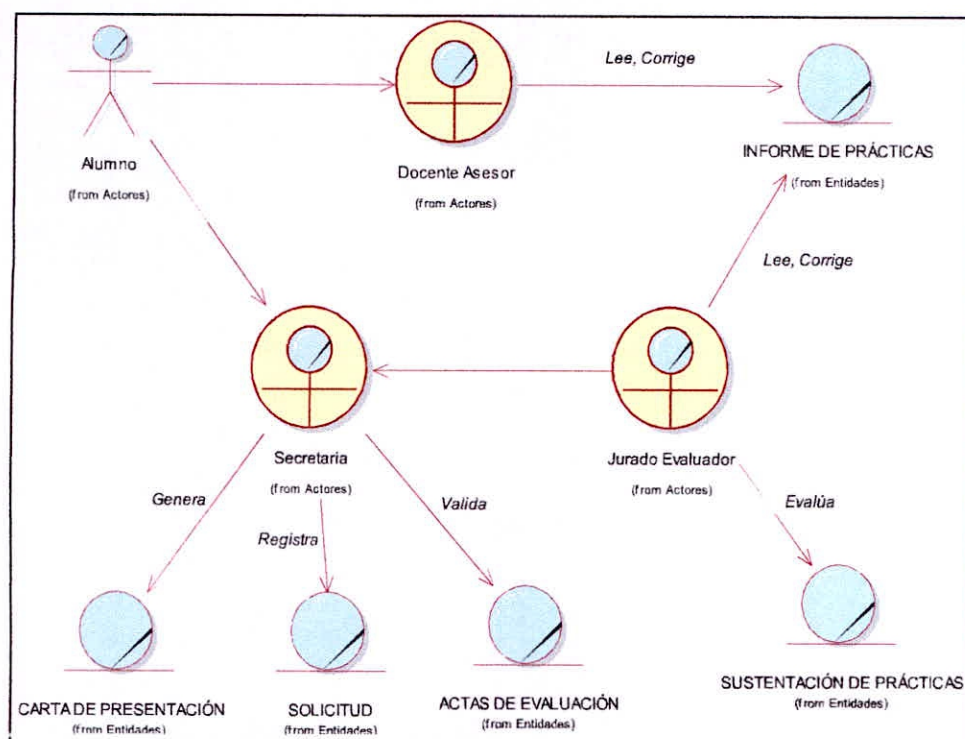 Lee, Corrige
Alumno
(from Actores)
Docente Asesor
(from Actores)
INFORME DE PRÁCTICAS
(from Entidades)
Lee, Corrige
Secretaria
(from Actores)
Jurado Evaluador
(from Actores)
Genera
Registra
Valida
Evalúa
CARTA DE PRESENTACIÓN
(from Entidades)
SOLICITUD
(from Entidades)
ACTAS DE EVALUACIÓN
(from Entidades)
SUSTENTACIÓN DE PRÁCTICAS
(from Entidades)